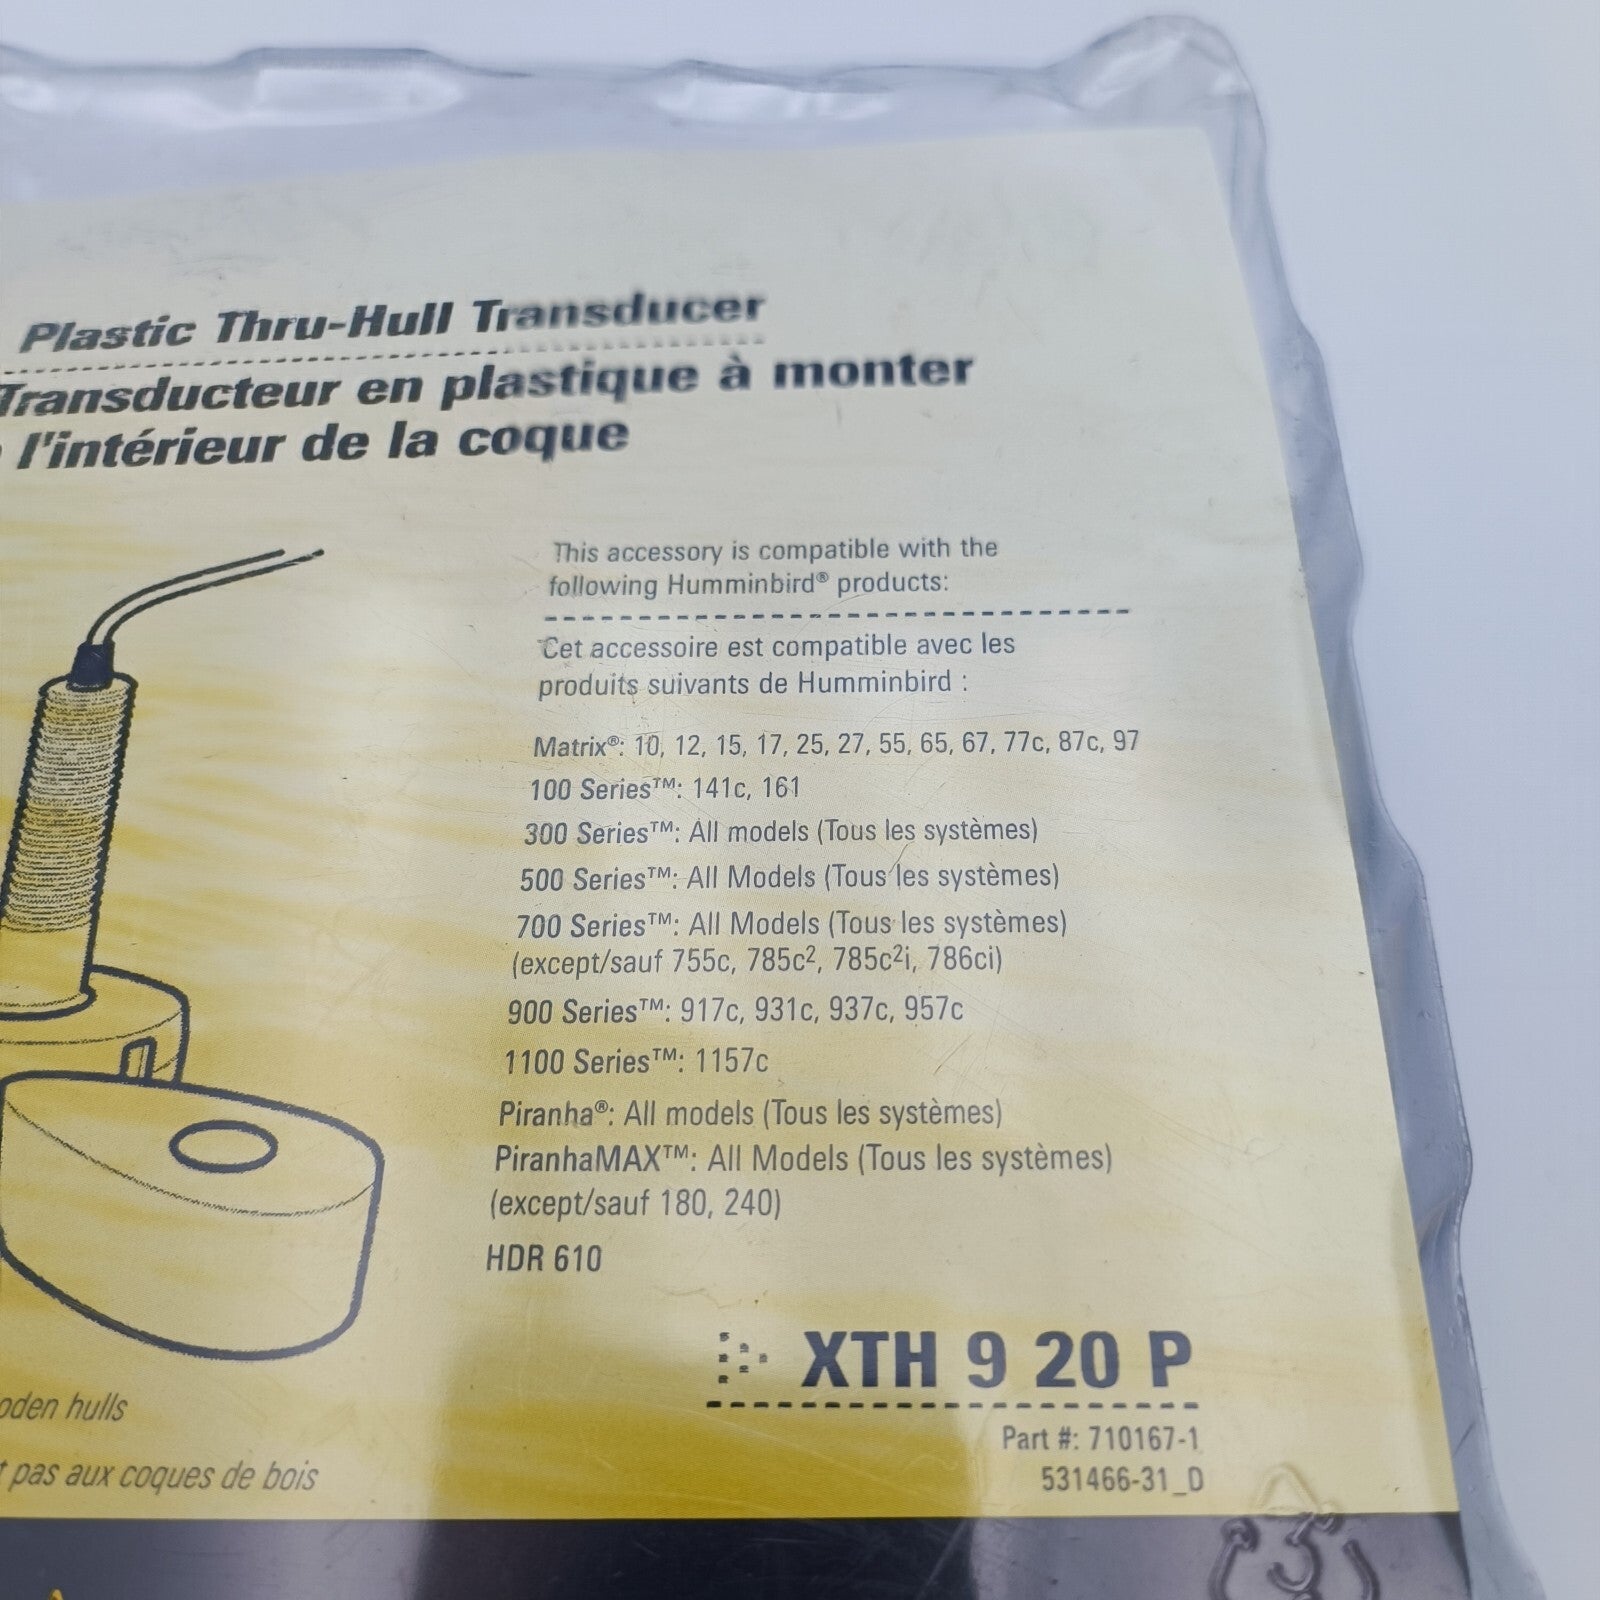 Plastic Thru-Hull Transducer
Transducteur en plastique à monter
l'intérieur de la coque
This accessory is compatible with the
following Humminbird® products:
Cet accessoire est compatible avec les
produits suivants de Humminbird :
Matrix®: 10, 12, 15, 17, 25, 27, 55, 65, 67, 77c, 87c, 97
100 Series™: 141c, 161
300 Series™: All models (Tous les systèmes)
500 Series™: All Models (Tous les systèmes)
700 Series™: All Models (Tous les systèmes)
(except/sauf 755c, 785c², 785c²i, 786ci)
900 Series™: 917c, 931c, 937c, 957c
1100 Series™: 1157c
Piranha®: All models (Tous les systèmes)
PiranhaMAX™: All Models (Tous les systèmes)
(except/sauf 180, 240)
HDR 610
XTH 9 20 P
Part #: 710167-1
531466-31_D
hulls
pas aux coques de bois
3